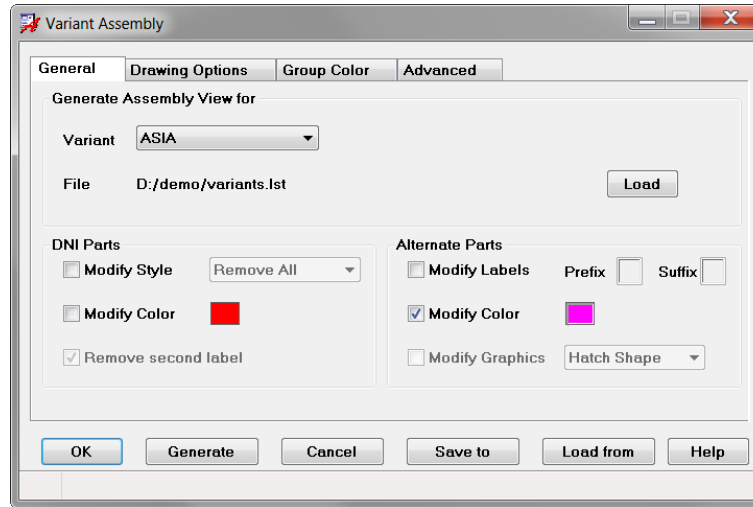 Variant Assembly
General Drawing Options Group Color Advanced
Generate Assembly View for
Variant ASIA
File D:/demo/variants.lst Load
DNI Parts Alternate Parts
Modify Style Remove All Modify Labels Prefix Suffix
Modify Color Modify Color
Remove second label Modify Graphics Hatch Shape
OK Generate Cancel Save to Load from Help